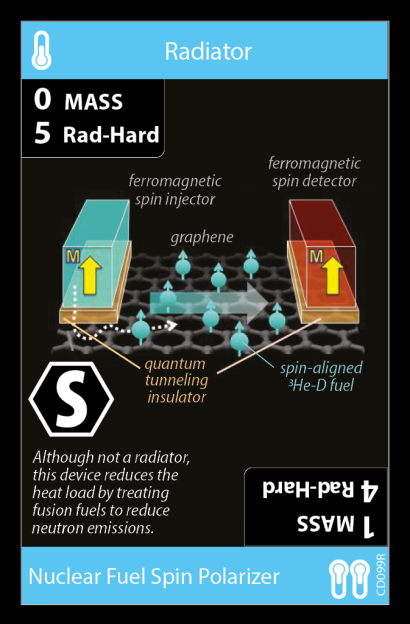 Radiator
0 MASS
5 Rad-Hard
ferromagnetic
spin injector
ferromagnetic
spin detector
graphene
M
M
quantum
tunneling
insulator
spin-aligned
³He-D fuel
S
Although not a radiator,
this device reduces the
heat load by treating
fusion fuels to reduce
neutron emissions.
1 MASS
4 Rad-Hard
Nuclear Fuel Spin Polarizer
CD099R